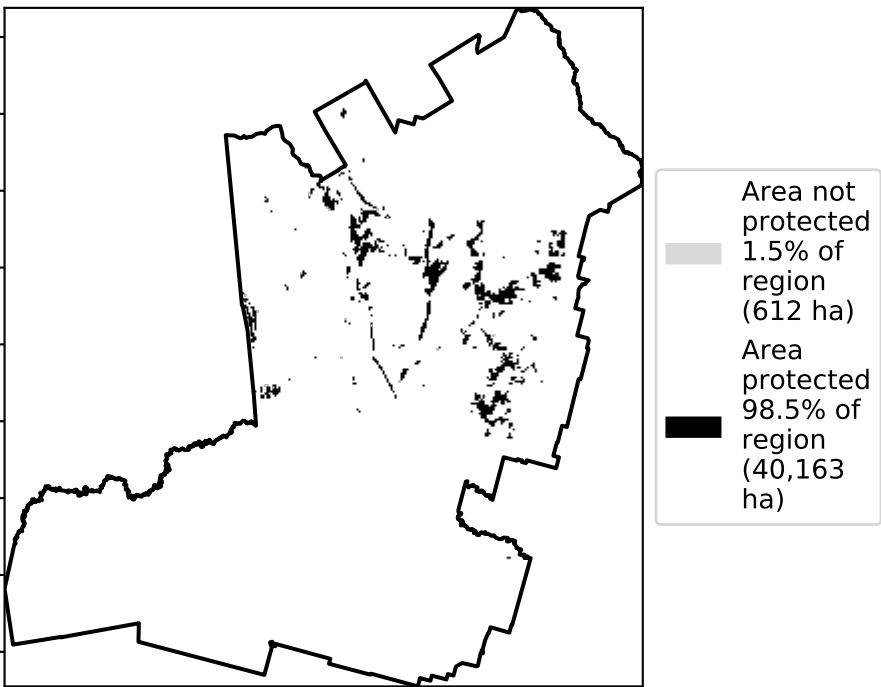 Area not
protected
1.5% of
region
(612 ha)
Area
protected
98.5% of
region
(40,163
ha)